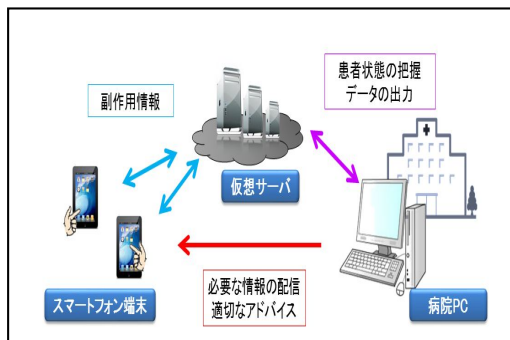 副作用情報
患者状態の把握
データの出力
仮想サーバ
スマートフォン端末
必要な情報の配信
適切なアドバイス
病院PC